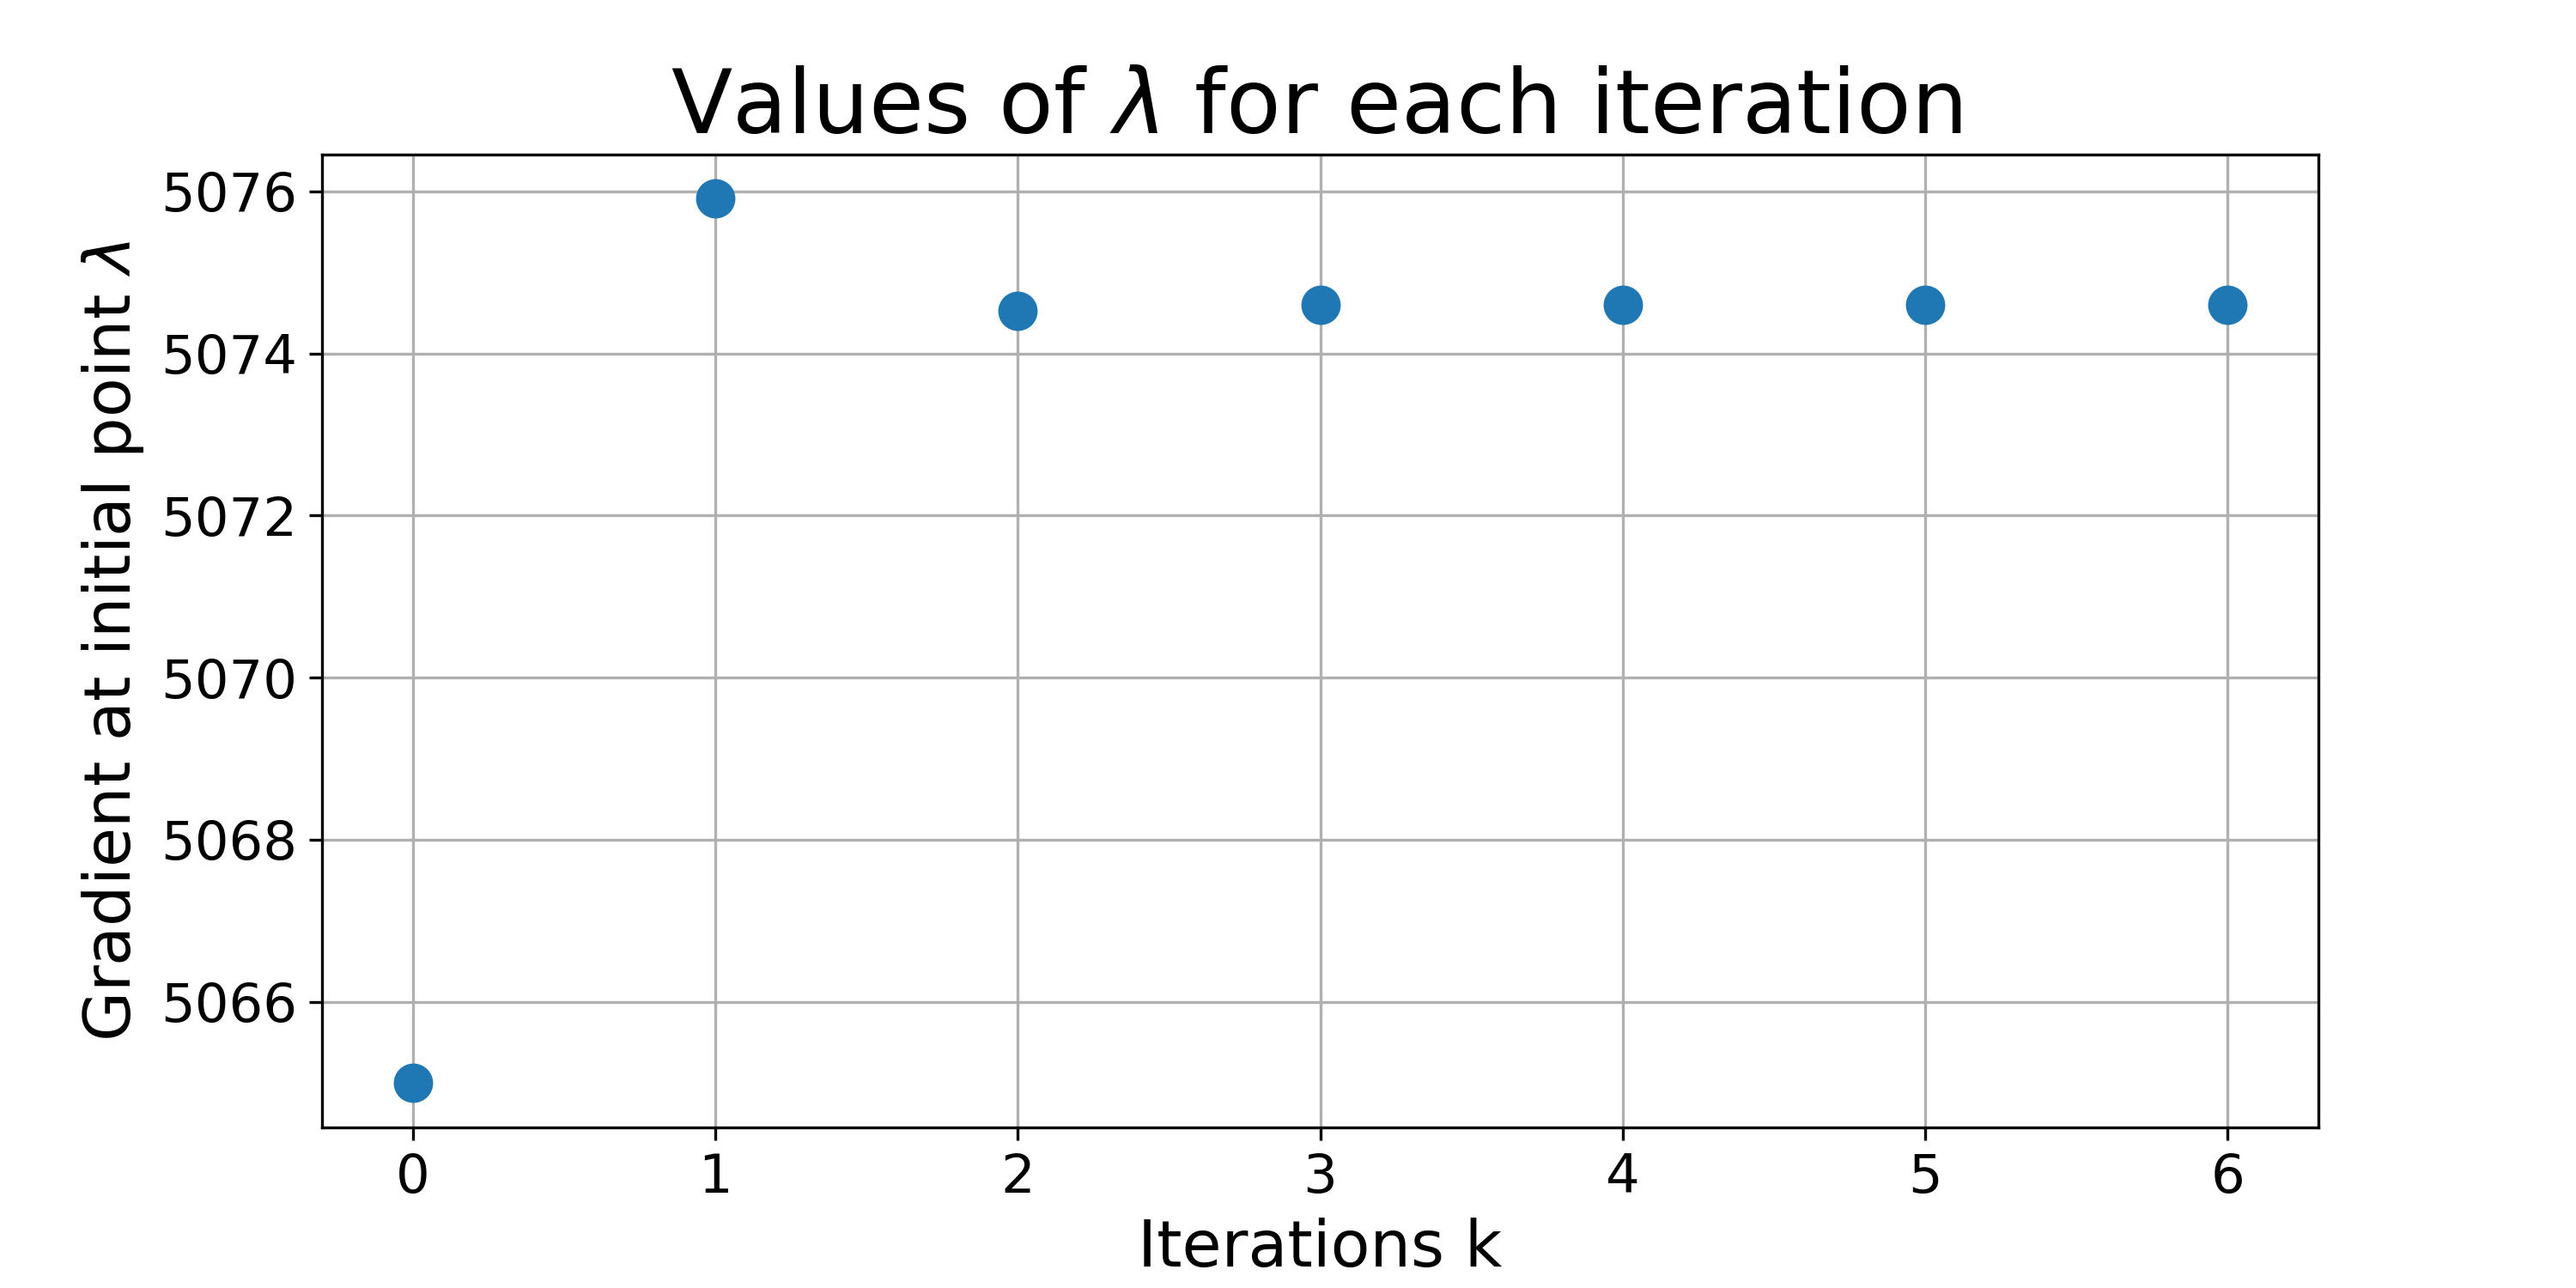 Values of λ for each iteration
Gradient at initial point λ
5076
5074
5072
5070
5068
5066
0 1 2 3 4 5 6
Iterations k